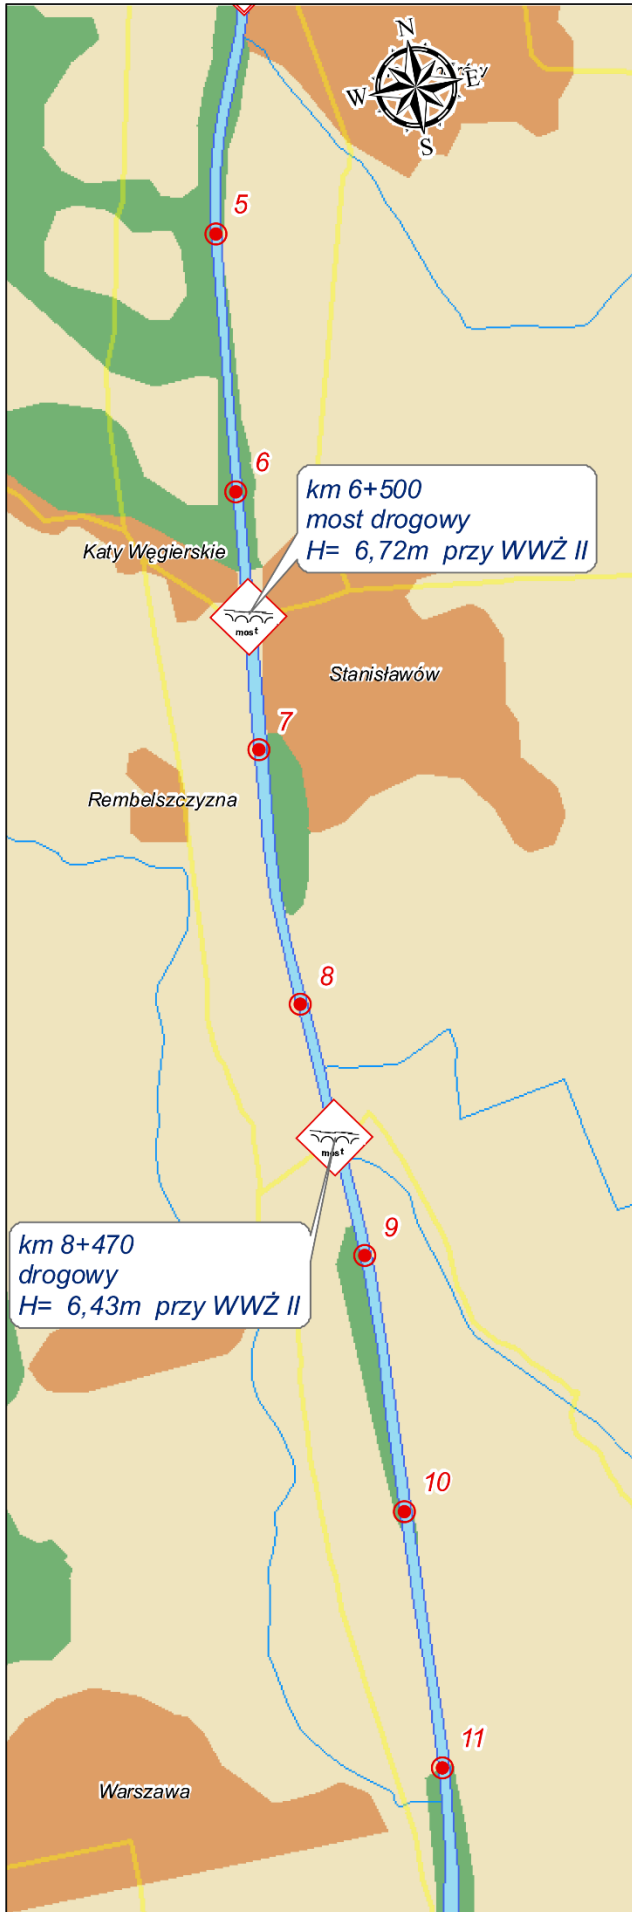 N
W
E
S
5
6
km 6+500
most drogowy
H= 6,72m przy WWŻ II
Katy Węgierskie
most
Stanisławów
7
Rembelszczyzna
8
most
9
km 8+470
drogowy
H= 6,43m przy WWŻ II
10
11
Warszawa